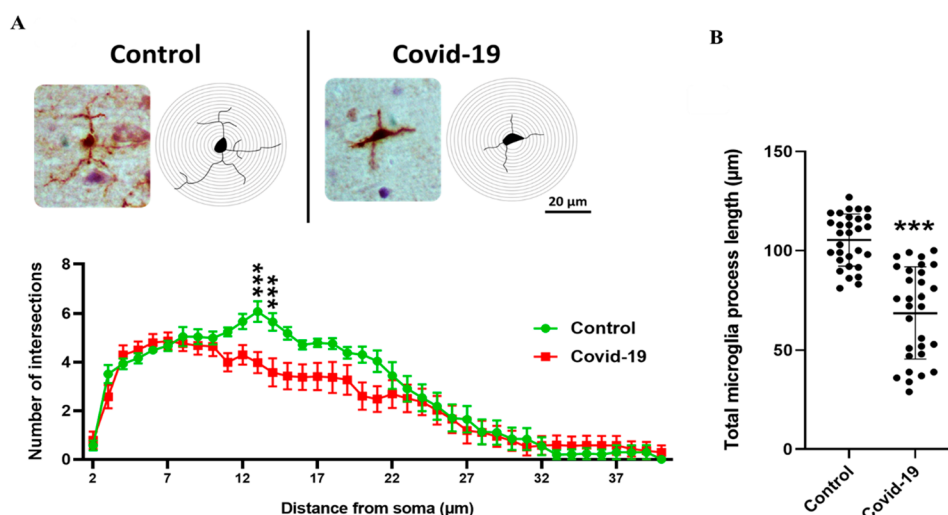 A
Control
Covid-19
20 µm
Number of intersections
8
6
4
2
0
***
***
Control
Covid-19
2 7 12 17 22 27 32 37
Distance from soma (µm)
B
Total microglia process length (µm)
150
100
50
0
***
Control
Covid-19